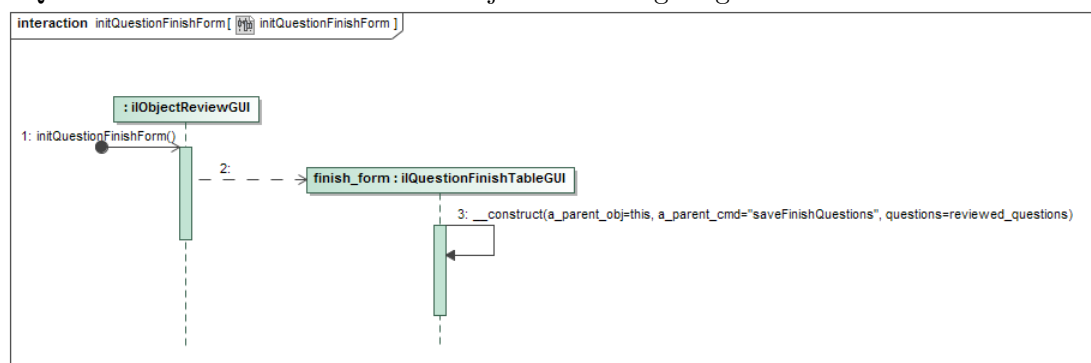 interaction initQuestionFinishForm[ initQuestionFinishForm ]
: ilObjectReviewGUI
1: initQuestionFinishForm()
2:
finish_form : ilQuestionFinishTableGUI
3: __construct(a_parent_obj=this, a_parent_cmd="saveFinishQuestions", questions=reviewed_questions)